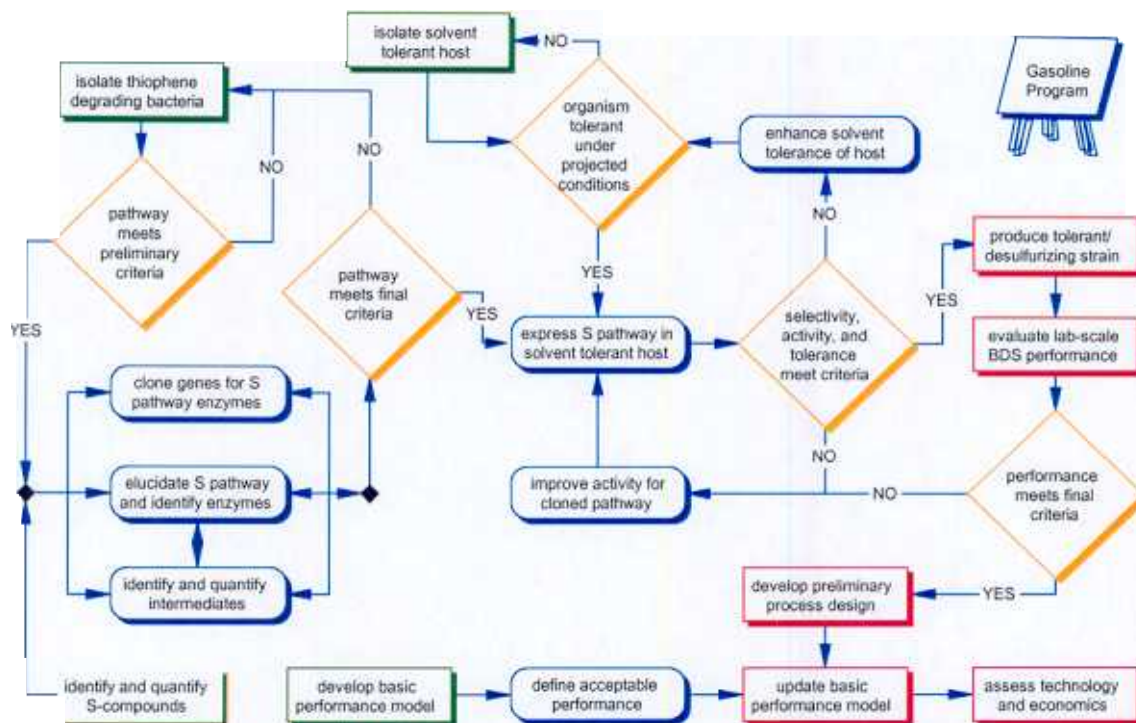 isolate solvent
tolerant host
NO
Gasoline
Program
isolate thiophene
degrading bacteria
organism
tolerant
under
projected
conditions
enhance solvent
tolerance of host
NO
NO
NO
pathway
meets
preliminary
criteria
YES
pathway
meets final
criteria
YES
YES
express S pathway in
solvent tolerant host
selectivity,
activity, and
tolerance
meet criteria
YES
produce tolerant/
desulfurizing strain
evaluate lab-scale
BDS performance
clone genes for S
pathway enzymes
elucidate S pathway
and identify enzymes
identify and quantify
intermediates
improve activity for
cloned pathway
NO
NO
performance
meets final
criteria
YES
develop preliminary
process design
identify and quantify
S-compounds
develop basic
performance model
define acceptable
performance
update basic
performance model
assess technology
and economics